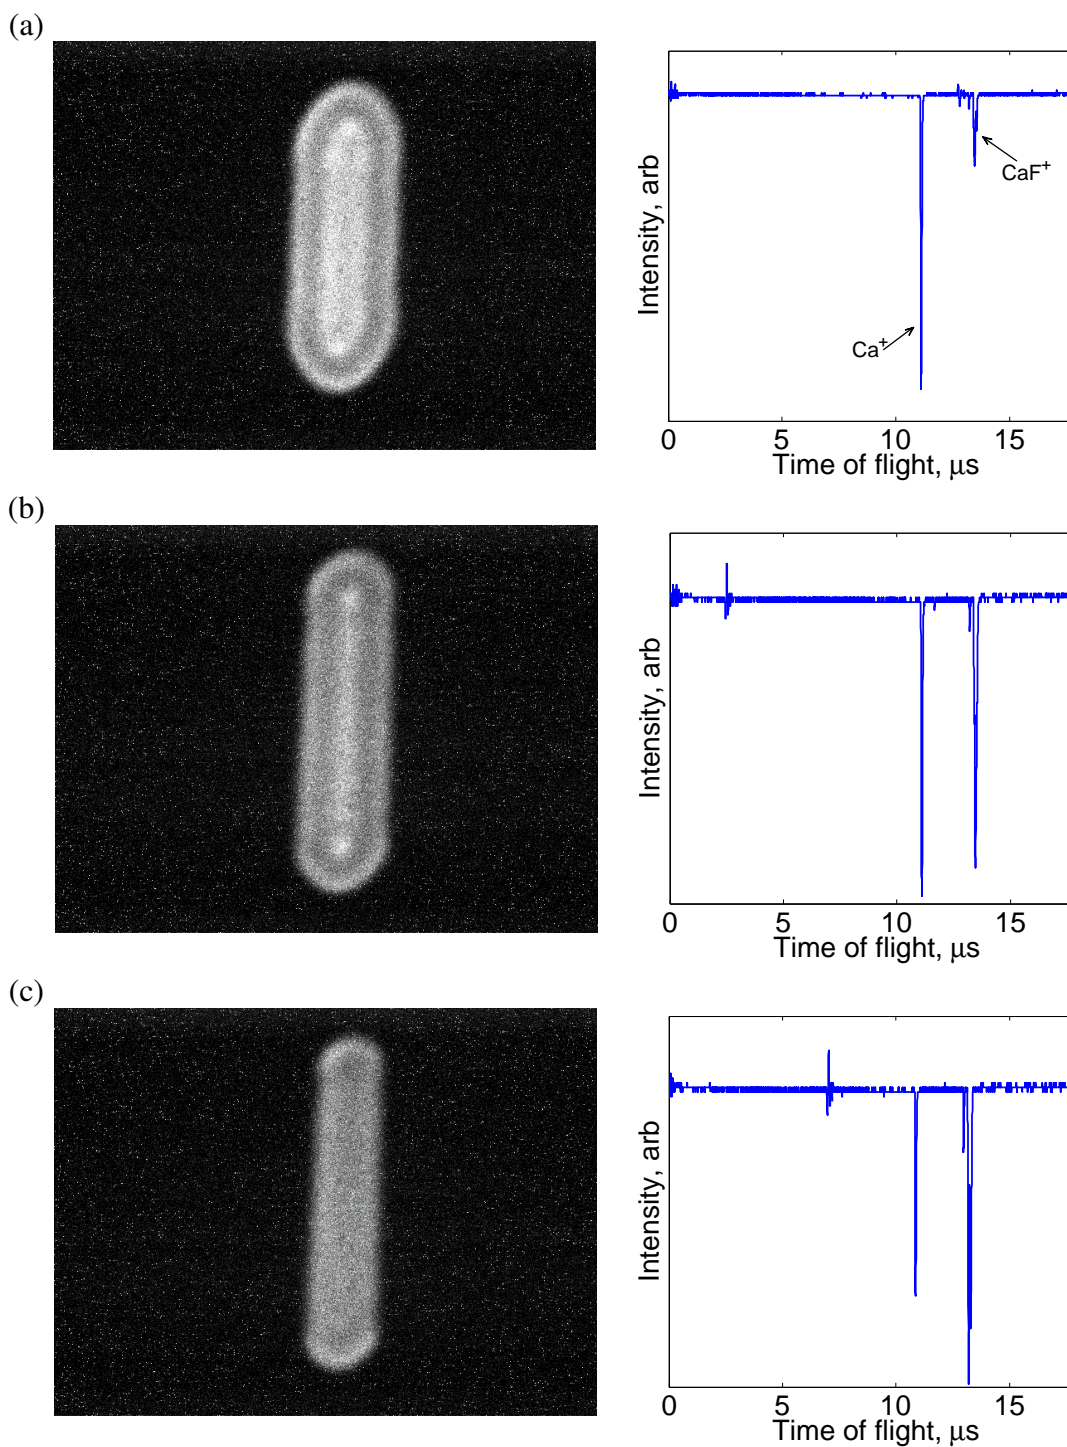 (a)
Intensity, arb
CaF⁺
Ca⁺
0 5 10 15
Time of flight, μs
(b)
Intensity, arb
0 5 10 15
Time of flight, μs
(c)
Intensity, arb
0 5 10 15
Time of flight, μs